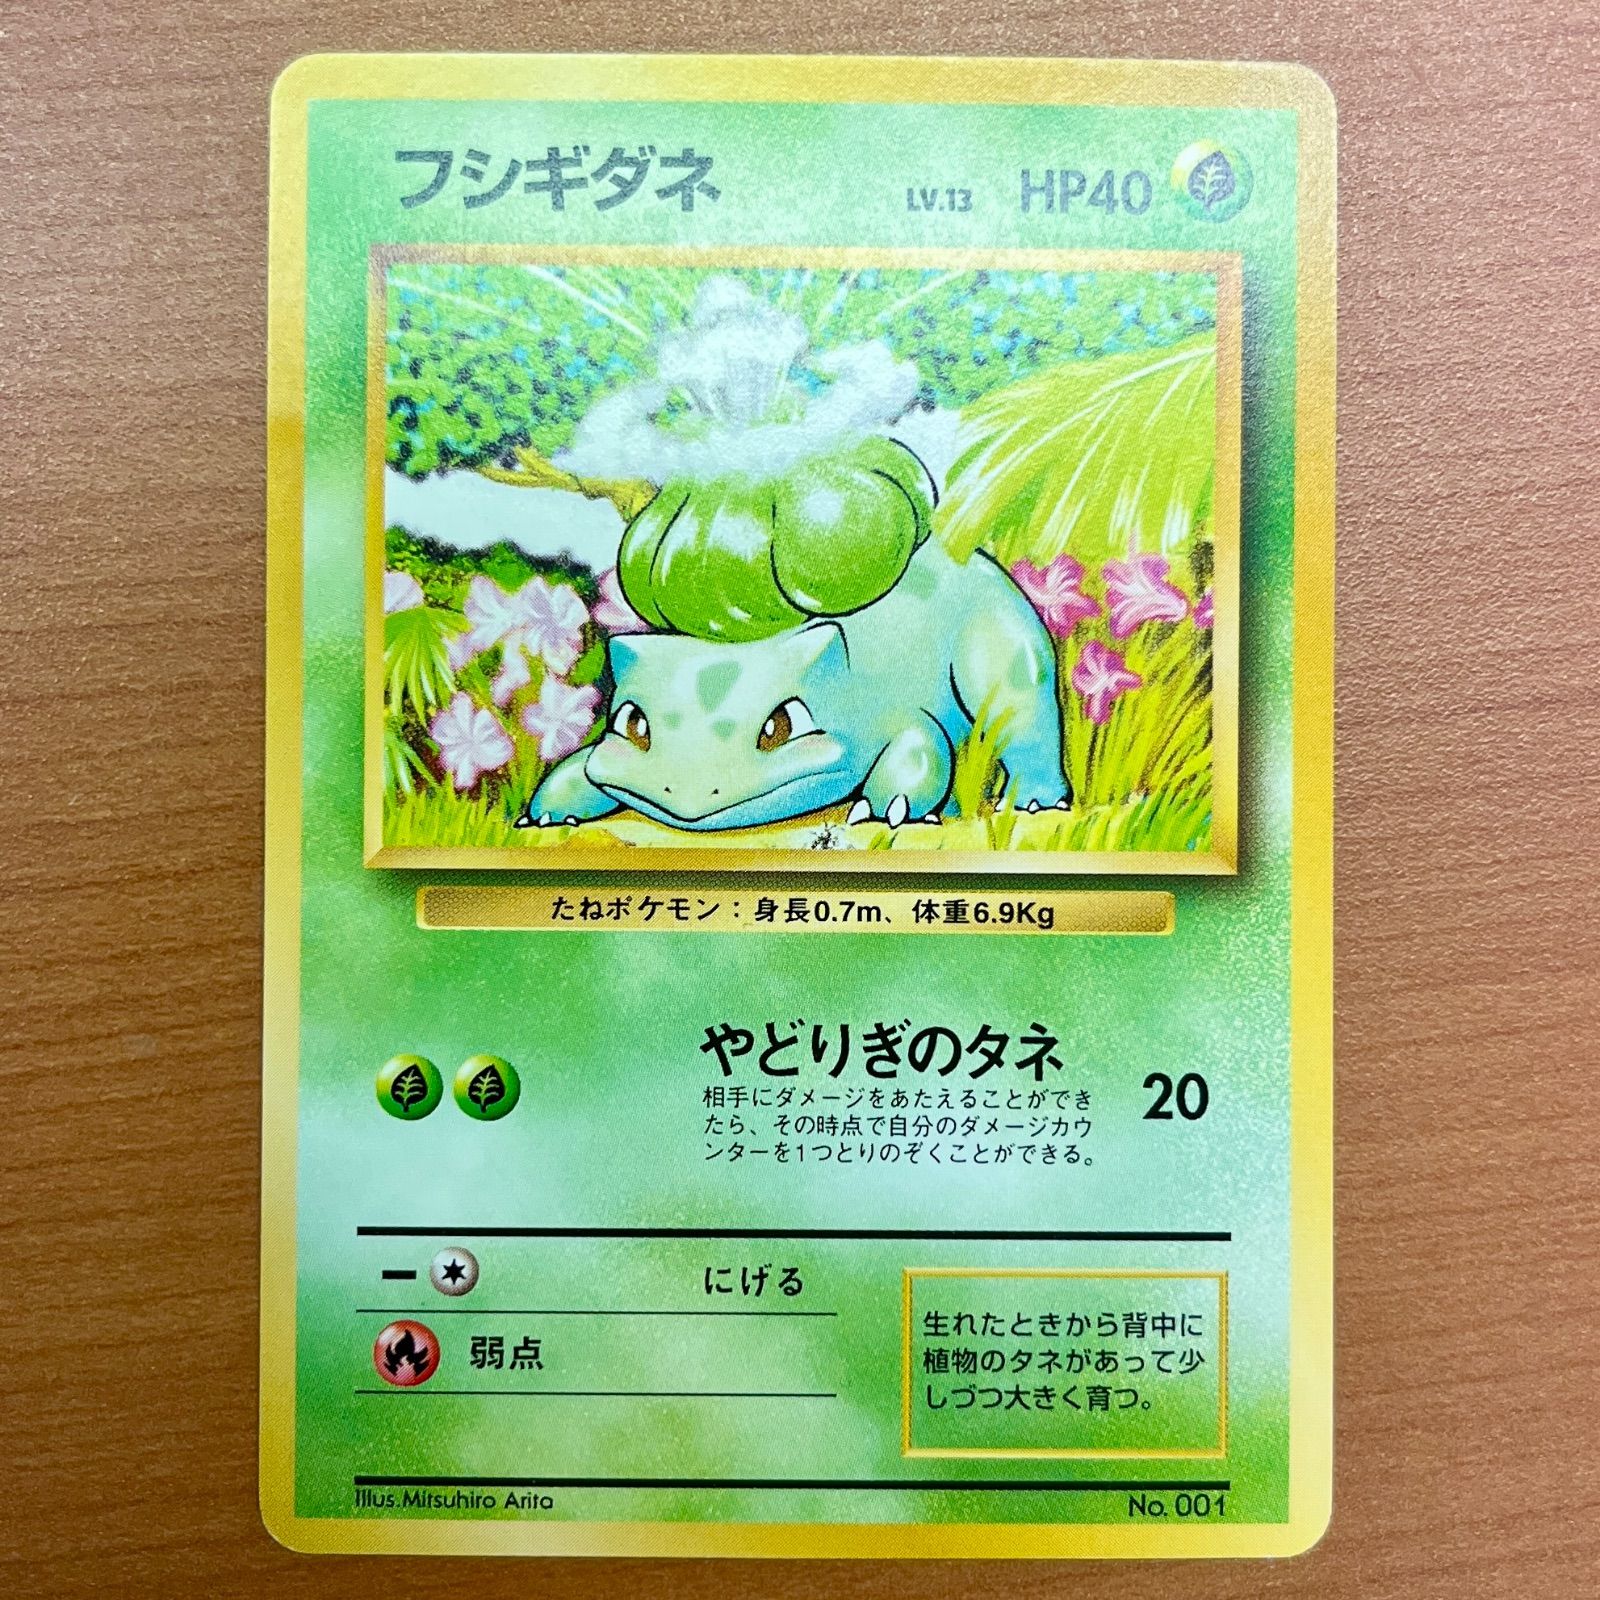 フシギダネ LV.13 HP40
たねポケモン：身長0.7m、体重6.9Kg
やどりぎのタネ 20
相手にダメージをあたえることができ
たら、その時点で自分のダメージカウ
ンターを1つとりのぞくことができる。
ー にげる
弱点
生れたときから背中に
植物のタネがあって少
しづつ大きく育つ。
Illus.Mitsuhiro Arita No. 001